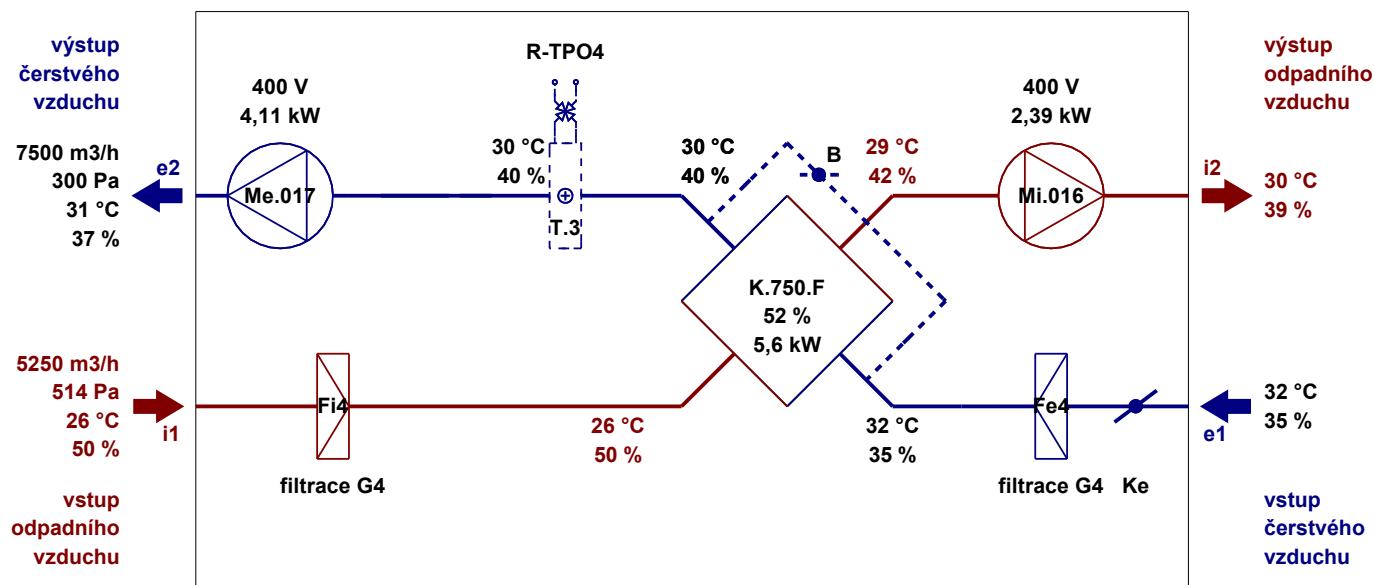 výstup
čerstvého
vzduchu
7500 m3/h
300 Pa
31 °C
37 %
e2
400 V
4,11 kW
Me.017
R-TPO4
30 °C
40 %
T.3
30 °C
40 %
B
29 °C
42 %
400 V
2,39 kW
Mi.016
výstup
odpadního
vzduchu
i2
30 °C
39 %
K.750.F
52 %
5,6 kW
5250 m3/h
514 Pa
26 °C
50 %
i1
Fi4
filtrace G4
26 °C
50 %
32 °C
35 %
Fe4
filtrace G4
Ke
e1
32 °C
35 %
vstup
odpadního
vzduchu
vstup
čerstvého
vzduchu